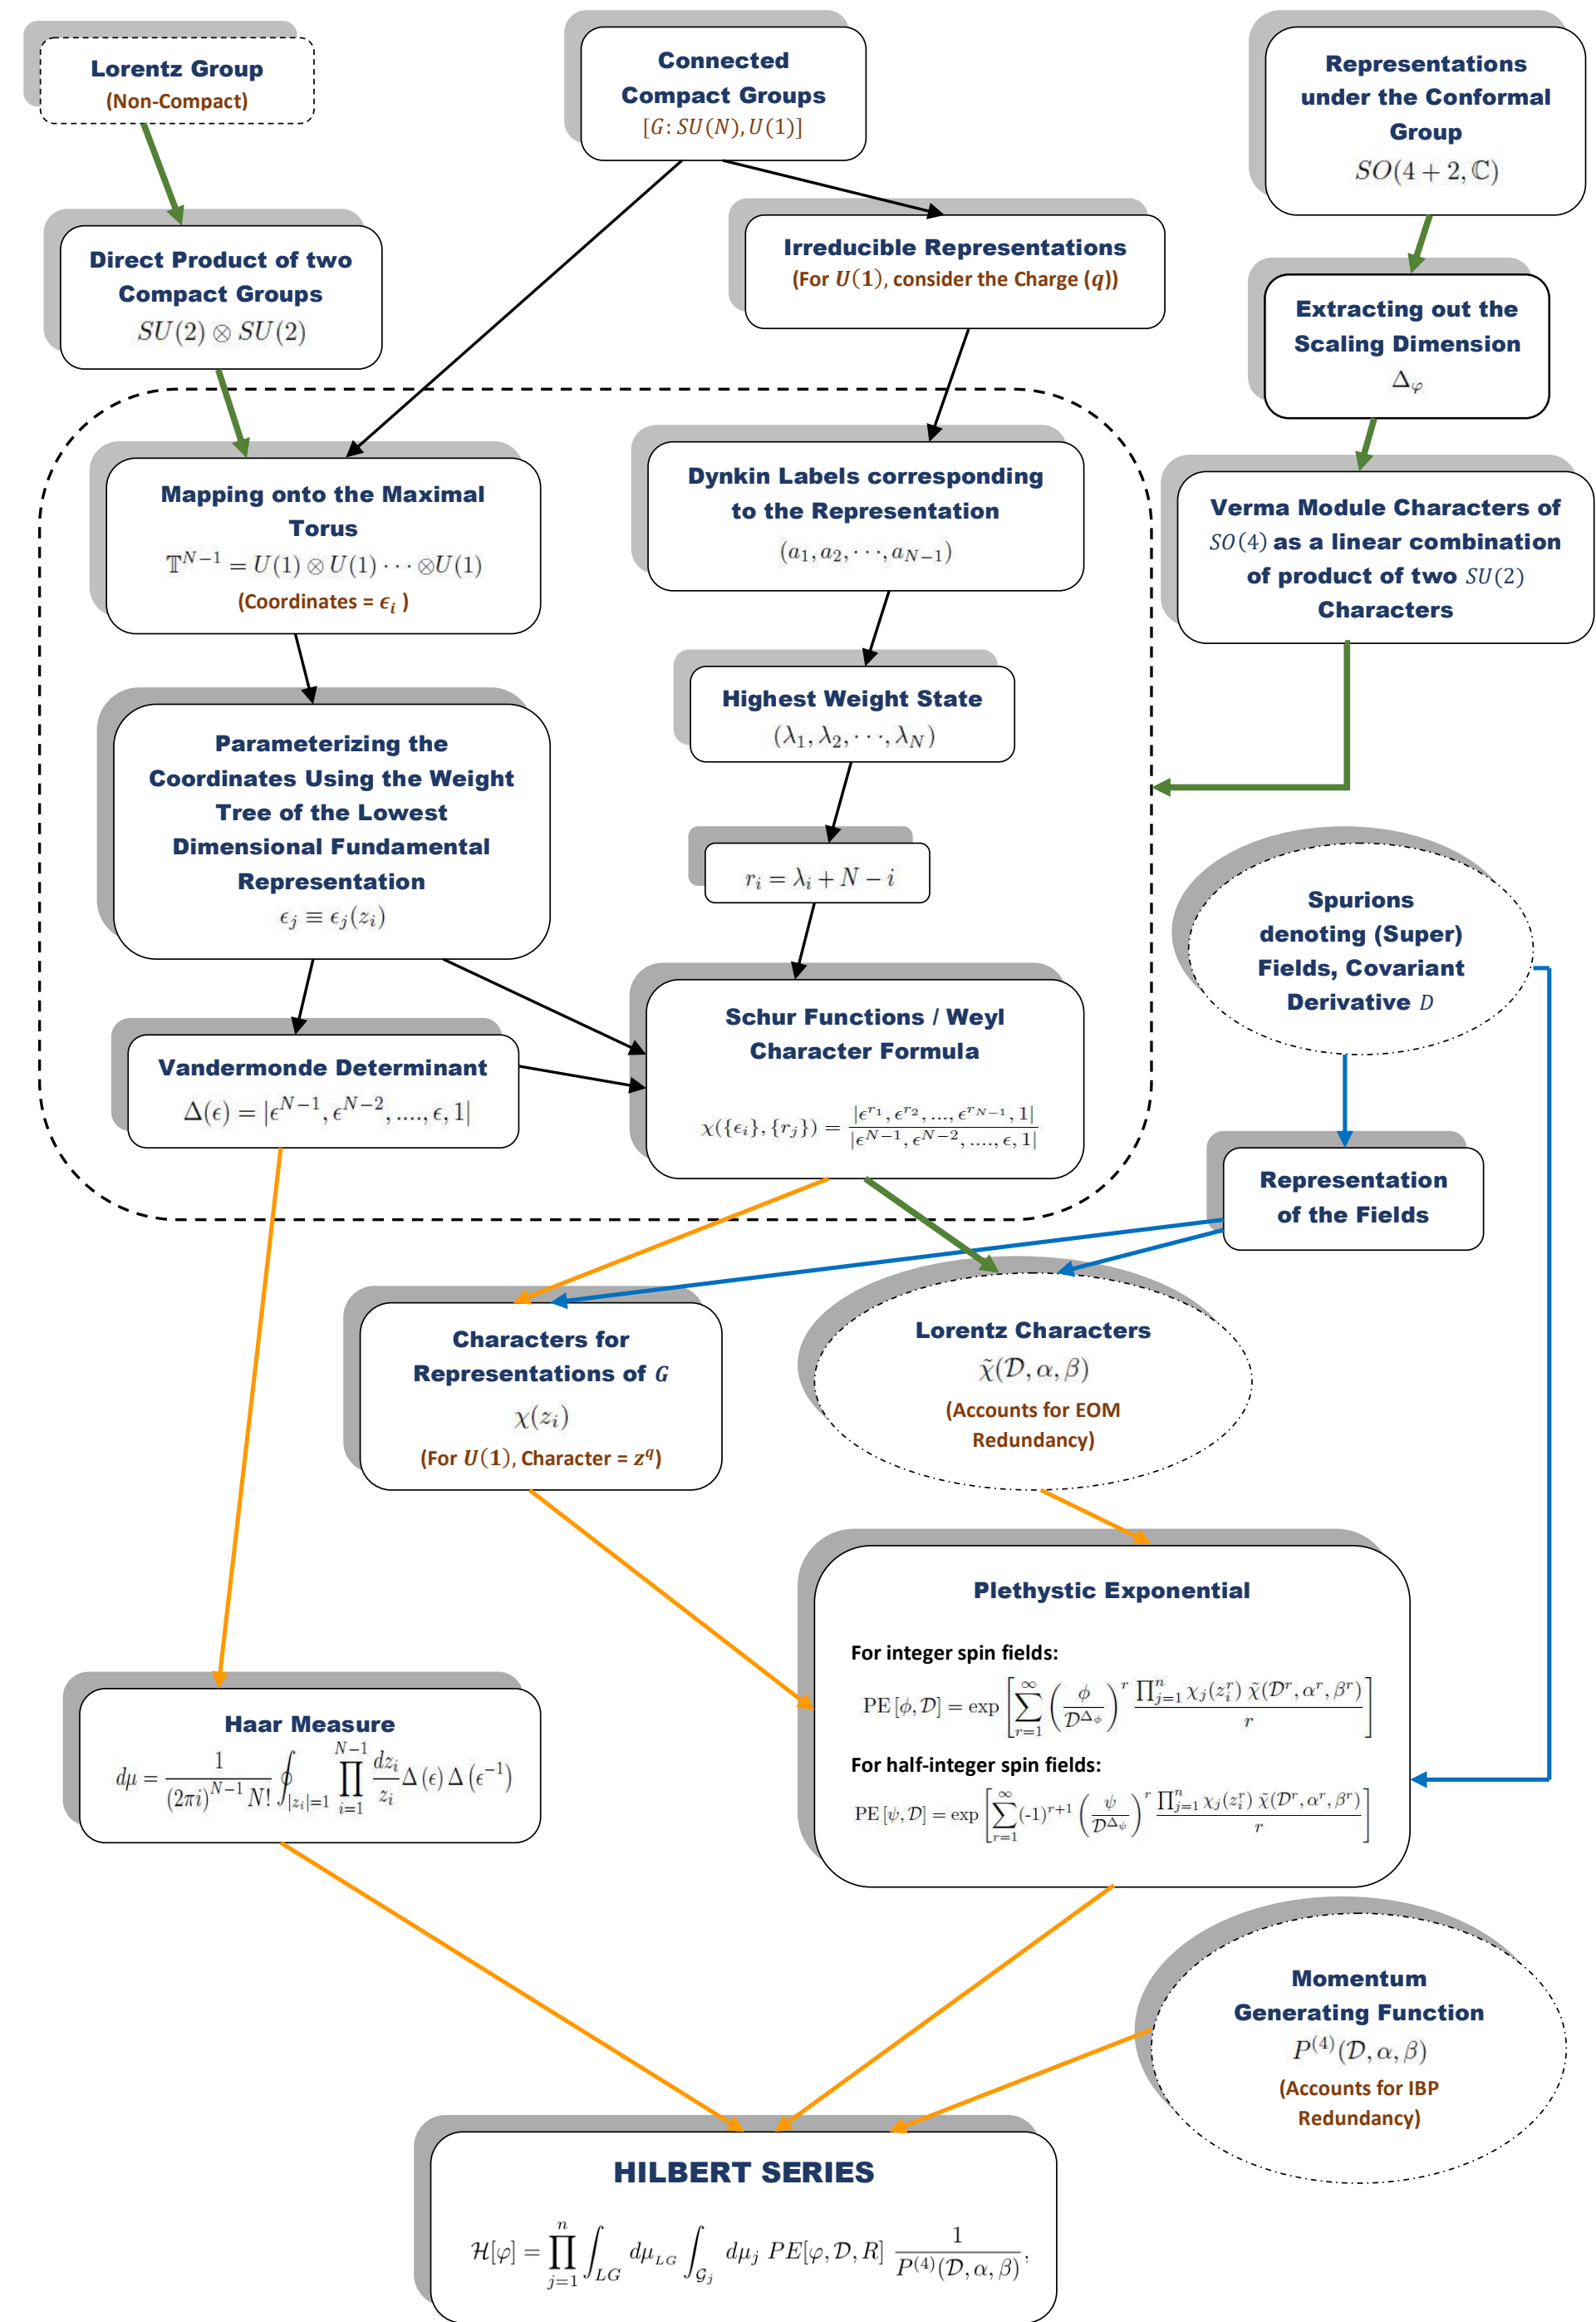 Lorentz Group
(Non-Compact)
Connected
Compact Groups
[G: SU(N), U(1)]
Representations
under the Conformal
Group
SO(4 + 2, ℂ)
Direct Product of two
Compact Groups
SU(2) ⊗ SU(2)
Irreducible Representations
(For U(1), consider the Charge (q))
Extracting out the
Scaling Dimension
Δ_φ
Mapping onto the Maximal
Torus
𝕋^{N−1} = U(1) ⊗ U(1) · · · ⊗U(1)
(Coordinates = ϵ_i )
Dynkin Labels corresponding
to the Representation
(a_1, a_2, · · ·, a_{N−1})
Verma Module Characters of
SO(4) as a linear combination
of product of two SU(2)
Characters
Highest Weight State
(λ_1, λ_2, · · ·, λ_N)
Parameterizing the
Coordinates Using the Weight
Tree of the Lowest
Dimensional Fundamental
Representation
ϵ_j ≡ ϵ_j(z_i)
r_i = λ_i + N − i
Spurions
denoting (Super)
Fields, Covariant
Derivative D
Vandermonde Determinant
Δ(ϵ) = |ϵ^{N−1}, ϵ^{N−2}, ...., ϵ, 1|
Schur Functions / Weyl
Character Formula
χ({ϵ_i}, {r_j}) = |ϵ^{r_1}, ϵ^{r_2}, ..., ϵ^{r_{N−1}}, 1| / |ϵ^{N−1}, ϵ^{N−2}, ...., ϵ, 1|
Representation
of the Fields
Characters for
Representations of G
χ(z_i)
(For U(1), Character = z^q)
Lorentz Characters
χ̃(𝒟, α, β)
(Accounts for EOM
Redundancy)
Plethystic Exponential
For integer spin fields:
PE [ϕ, 𝒟] = exp [ ∑_{r=1}^{∞} (ϕ / 𝒟^{Δ_ϕ})^r ∏_{j=1}^{n} χ_j(z_i^r) χ̃(𝒟^r, α^r, β^r) / r ]
For half-integer spin fields:
PE [ψ, 𝒟] = exp [ ∑_{r=1}^{∞} (-1)^{r+1} (ψ / 𝒟^{Δ_ψ})^r ∏_{j=1}^{n} χ_j(z_i^r) χ̃(𝒟^r, α^r, β^r) / r ]
Haar Measure
dμ = 1 / ((2πi)^{N−1} N!) ∮_{|z_i|=1} ∏_{i=1}^{N−1} dz_i / z_i Δ (ϵ) Δ (ϵ^{−1})
Momentum
Generating Function
P^{(4)}(𝒟, α, β)
(Accounts for IBP
Redundancy)
HILBERT SERIES
ℋ[φ] = ∏_{j=1}^{n} ∫_{LG} dμ_{LG} ∫_{𝒢_j} dμ_j PE[φ, 𝒟, R] 1 / P^{(4)}(𝒟, α, β),